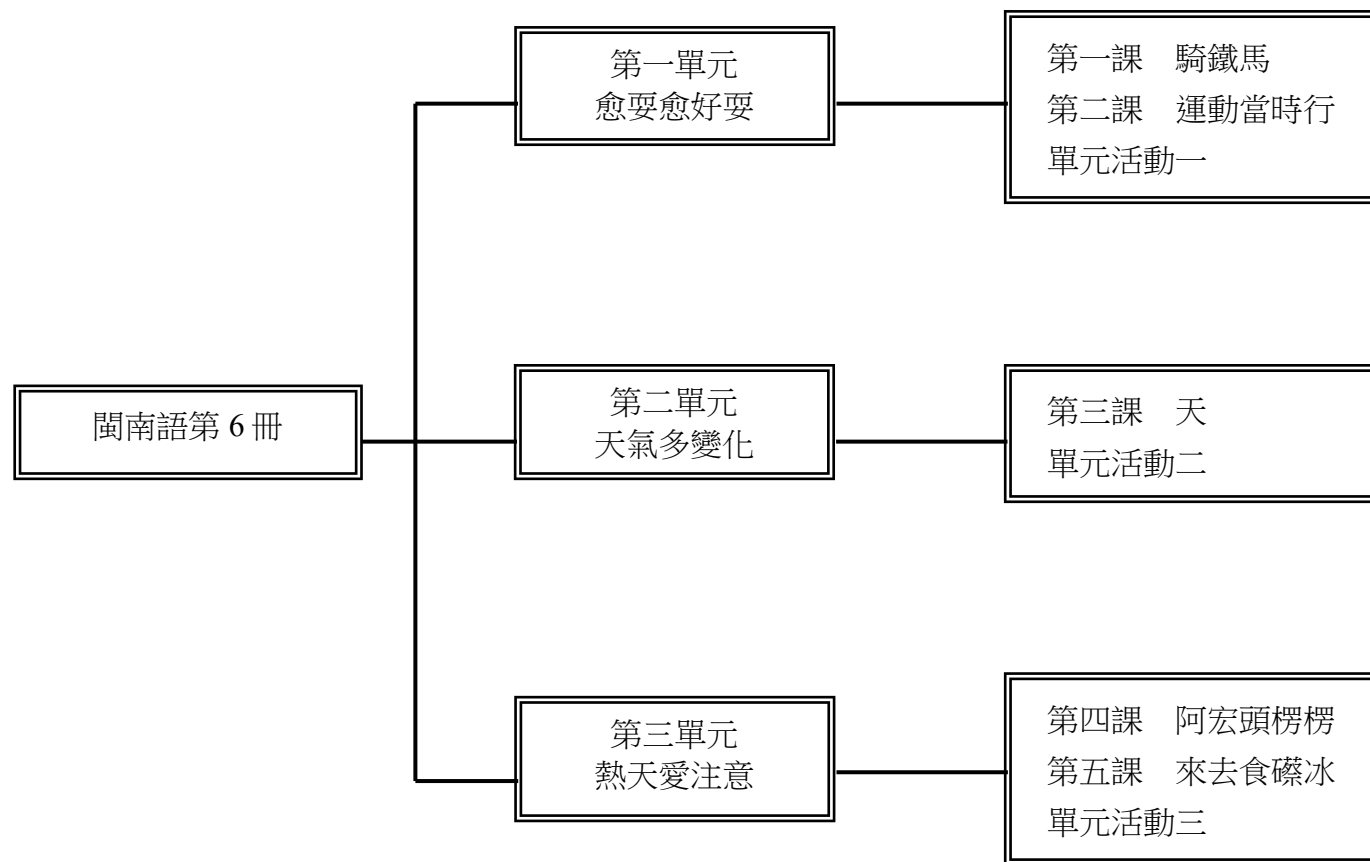 閩南語第 6 冊
第一單元
愈耍愈好耍
第一課　騎鐵馬
第二課　運動當時行
單元活動一
第二單元
天氣多變化
第三課　天
單元活動二
第三單元
熱天愛注意
第四課　阿宏頭楞楞
第五課　來去食礤冰
單元活動三